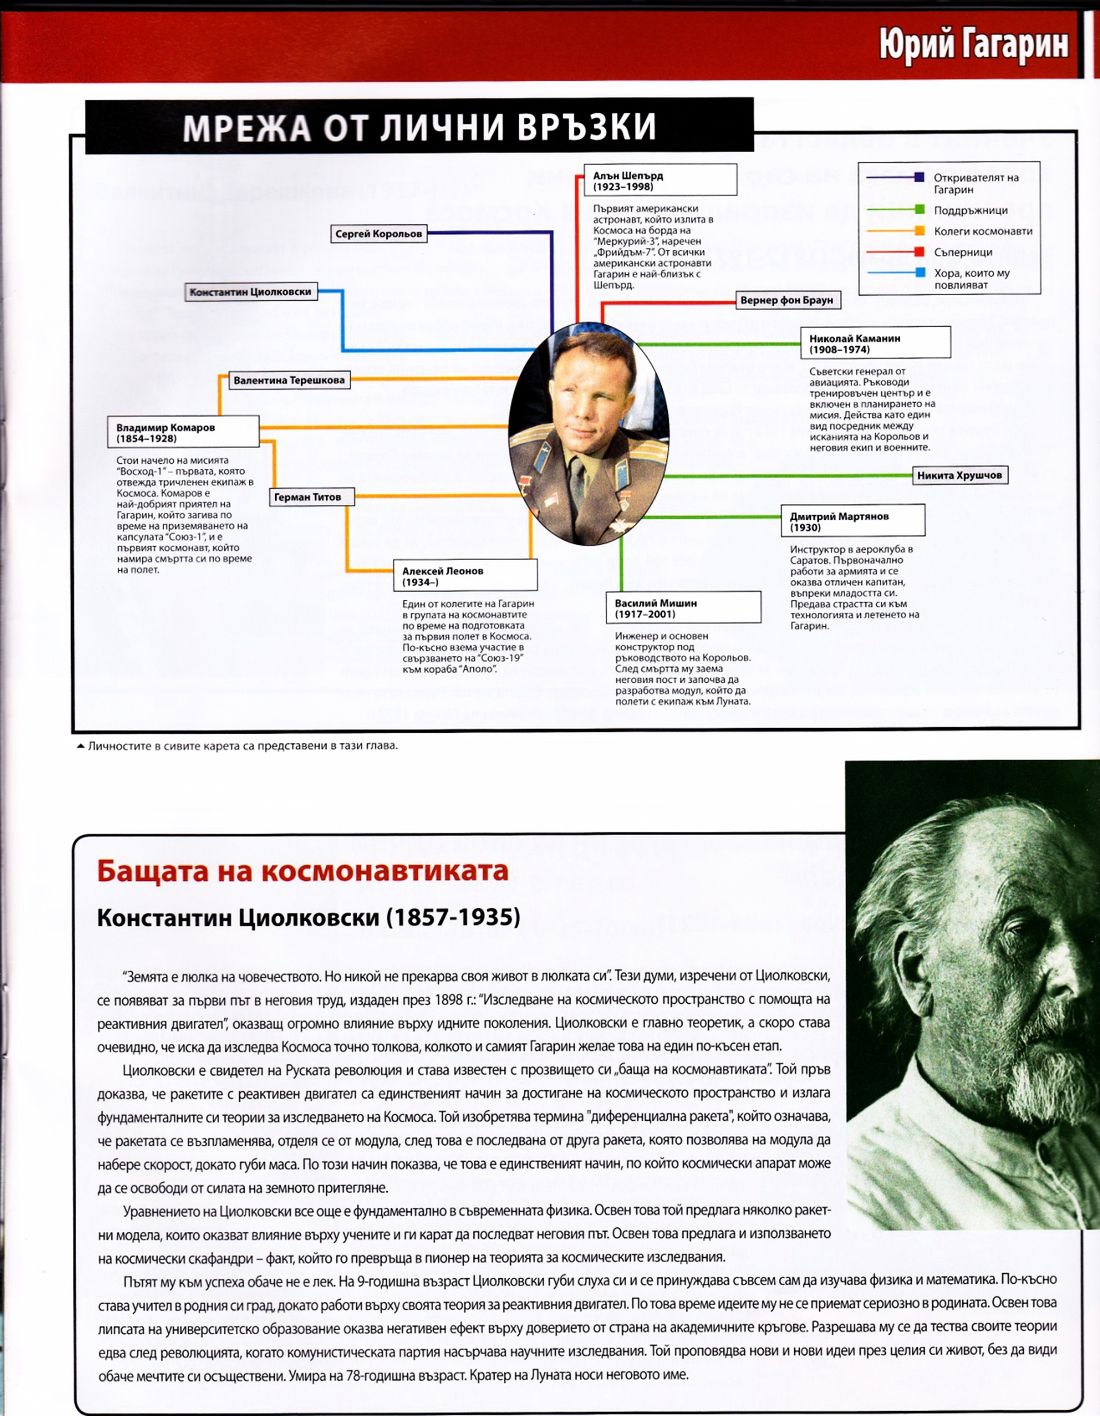 Юрий Гагарин
МРЕЖА ОТ ЛИЧНИ ВРЪЗКИ
Алън Шепърд
(1923–1998)
Първият американски
астронавт, който излита в
Космоса на борда на
"Меркурий-3", наречен
„Фрийдъм-7". От всички
американски астронавти
Гагарин е най-близък с
Шепърд.
Откривателят на
Гагарин
Поддръжници
Колеги космонавти
Съперници
Хора, които му
повлияват
Сергей Корольов
Константин Циолковски
Вернер фон Браун
Николай Каманин
(1908–1974)
Съветски генерал от
авиацията. Ръководи
тренировъчен център и е
включен в планирането на
мисия. Действа като един
вид посредник между
исканията на Корольов и
неговия екип и военните.
Валентина Терешкова
Владимир Комаров
(1854–1928)
Стои начело на мисията
"Восход-1" – първата, която
отвежда тричленен екипаж в
Космоса. Комаров е
най-добрият приятел на
Гагарин, който загива по
време на приземяването на
капсулата "Союз-1", и е
първият космонавт, който
намира смъртта си по време
на полет.
Герман Титов
Никита Хрушчов
Дмитрий Мартянов
(1930)
Инструктор в аероклуба в
Саратов. Първоначално
работи за армията и се
оказва отличен капитан,
въпреки младостта си.
Предава страстта си към
технологията и летенето на
Гагарин.
Алексей Леонов
(1934–)
Един от колегите на Гагарин
в групата на космонавтите
по време на подготовката
за първия полет в Космоса.
По-късно взема участие в
свързването на "Союз-19"
към кораба "Аполо".
Василий Мишин
(1917–2001)
Инженер и основен
конструктор под
ръководството на Корольов.
След смъртта му заема
неговия пост и започва да
разработва модул, който да
полети с екипаж към Луната.
Личностите в сивите карета са представени в тази глава.
Бащата на космонавтиката
Константин Циолковски (1857-1935)
"Земята е люлка на човечеството. Но никой не прекарва своя живот в люлката си". Тези думи, изречени от Циолковски,
се появяват за първи път в неговия труд, издаден през 1898 г.: "Изследване на космическото пространство с помощта на
реактивния двигател", оказващ огромно влияние върху идните поколения. Циолковски е главно теоретик, а скоро става
очевидно, че иска да изследва Космоса точно толкова, колкото и самият Гагарин желае това на един по-късен етап.
Циолковски е свидетел на Руската революция и става известен с прозвището си „баща на космонавтиката". Той пръв
доказва, че ракетите с реактивен двигател са единственият начин за достигане на космическото пространство и излага
фундаменталните си теории за изследването на Космоса. Той изобретява термина "диференциална ракета", който означава,
че ракетата се възпламенява, отделя се от модула, след това е последвана от друга ракета, която позволява на модула да
набере скорост, докато губи маса. По този начин показва, че това е единственият начин, по който космически апарат може
да се освободи от силата на земното притегляне.
Уравнението на Циолковски все още е фундаментално в съвременната физика. Освен това той предлага няколко ракет-
ни модела, които оказват влияние върху учените и ги карат да последват неговия път. Освен това предлага и използването
на космически скафандри – факт, който го превръща в пионер на теорията за космическите изследвания.
Пътят му към успеха обаче не е лек. На 9-годишна възраст Циолковски губи слуха си и се принуждава съвсем сам да изучава физика и математика. По-късно
става учител в родния си град, докато работи върху своята теория за реактивния двигател. По това време идеите му не се приемат сериозно в родината. Освен това
липсата на университетско образование оказва негативен ефект върху доверието от страна на академичните кръгове. Разрешава му се да тества своите теории
едва след революцията, когато комунистическата партия насърчава научните изследвания. Той проповядва нови и нови идеи през целия си живот, без да види
обаче мечтите си осъществени. Умира на 78-годишна възраст. Кратер на Луната носи неговото име.